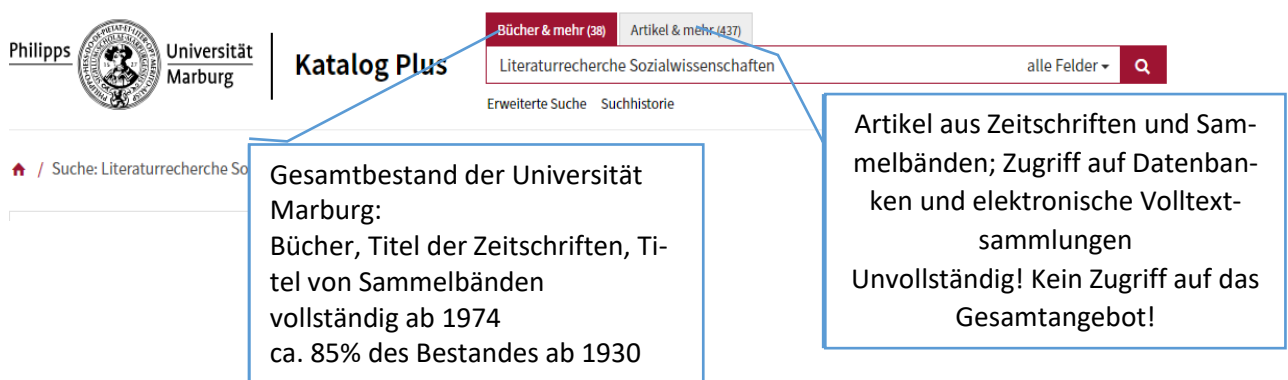 Bücher & mehr (38) Artikel & mehr (437)
Philipps Universität
Marburg
Katalog Plus
Literaturrecherche Sozialwissenschaften alle Felder
Erweiterte Suche Suchhistorie
/ Suche: Literaturrecherche So
Gesamtbestand der Universität
Marburg:
Bücher, Titel der Zeitschriften, Ti-
tel von Sammelbänden
vollständig ab 1974
ca. 85% des Bestandes ab 1930
Artikel aus Zeitschriften und Sam-
melbänden; Zugriff auf Datenban-
ken und elektronische Volltext-
sammlungen
Unvollständig! Kein Zugriff auf das
Gesamtangebot!